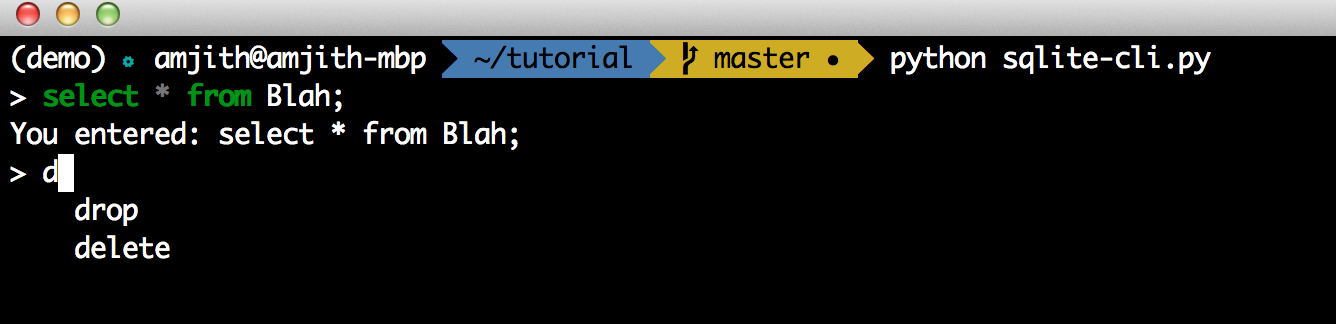 (demo) ⚙ amjith@amjith-mbp ~/tutorial master • python sqlite-cli.py
> select * from Blah;
You entered: select * from Blah;
> d
drop
delete